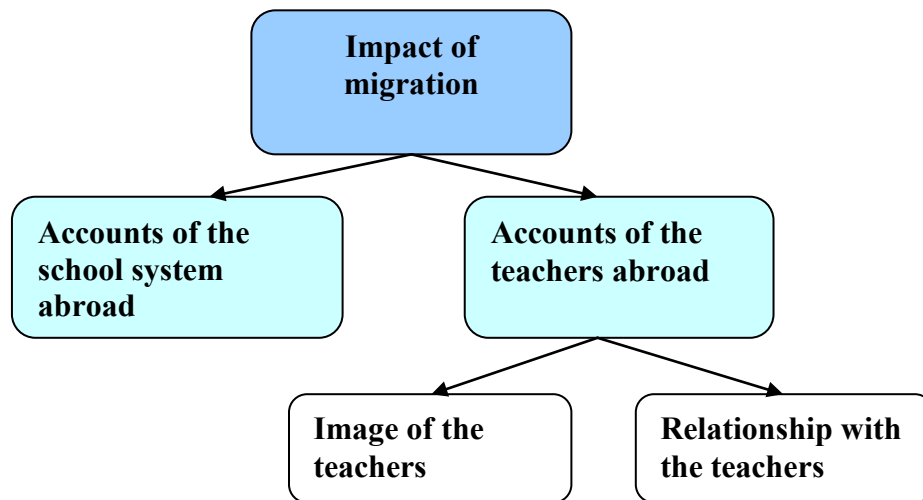 Impact of
migration
Accounts of the
school system
abroad
Accounts of the
teachers abroad
Image of the
teachers
Relationship with
the teachers